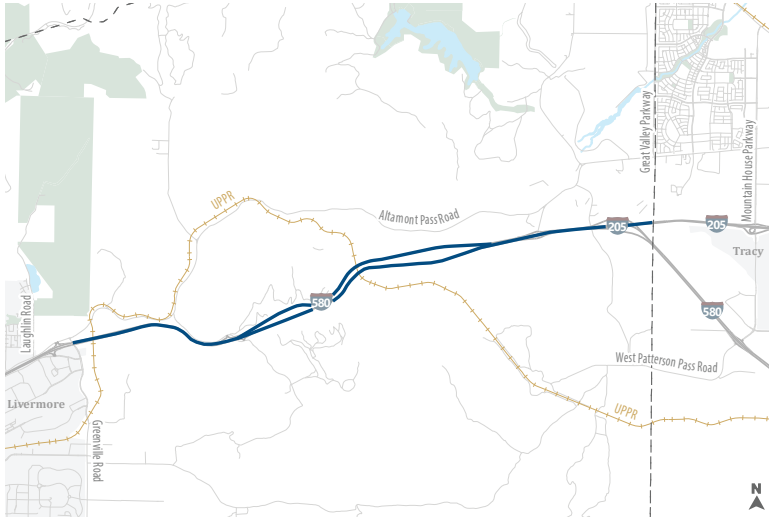 Great Valley Parkway
Mountain House Parkway
UPPR
Altamont Pass Road
205
205
Tracy
Laughlin Road
580
580
West Patterson Pass Road
Livermore
UPPR
Greenville Road
N